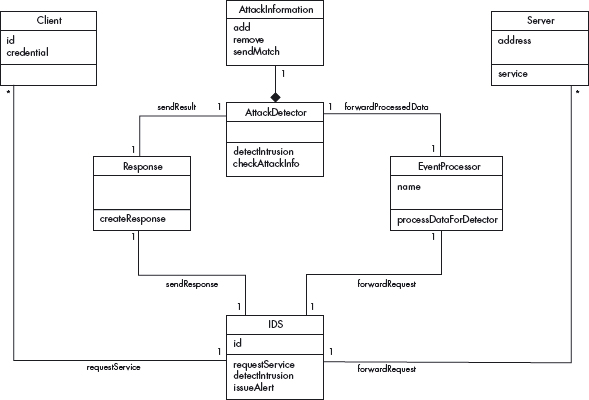 Client
id
credential
AttackInformation
add
remove
sendMatch
Server
address
service
*
1
*
sendResult
1
AttackDetector
1
forwardProcessedData
detectIntrusion
checkAttackInfo
1
Response
createResponse
1
1
EventProcessor
name
processDataForDetector
1
sendResponse
forwardRequest
1
1
IDS
id
requestService
detectIntrusion
issueAlert
1
requestService
1
forwardRequest